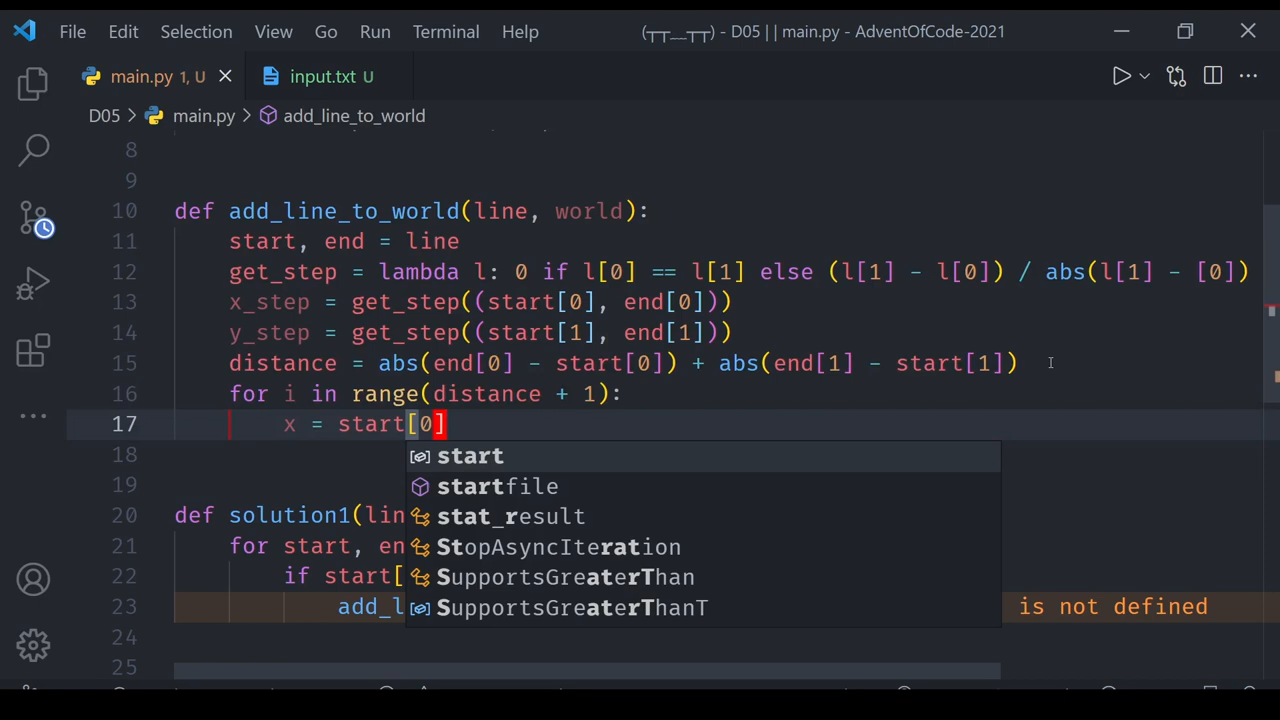 File Edit Selection View Go Run Terminal Help (┬┬__┬┬) - D05 | | main.py - AdventOfCode-2021
main.py 1, U input.txt U
D05 > main.py > add_line_to_world
8
9
10 def add_line_to_world(line, world):
11 start, end = line
12 get_step = lambda l: 0 if l[0] == l[1] else (l[1] - l[0]) / abs(l[1] - [0])
13 x_step = get_step((start[0], end[0]))
14 y_step = get_step((start[1], end[1]))
15 distance = abs(end[0] - start[0]) + abs(end[1] - start[1])
16 for i in range(distance + 1):
17 x = start[0]
18 start
19 startfile
20 def solution1(lin stat_result
21 for start, en StopAsyncIteration
22 if start[ SupportsGreaterThan
23 add_l SupportsGreaterThanT is not defined
24
25